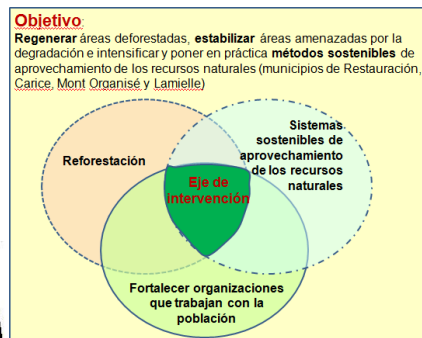 Objetivo:
Regenerar áreas deforestadas, estabilizar áreas amenazadas por la
degradación e intensificar y poner en práctica métodos sostenibles de
aprovechamiento de los recursos naturales (municipios de Restauración,
Carice, Mont Organisé y Lamielle)
Sistemas
sostenibles de
aprovechamiento
de los recursos
naturales
Reforestación
Eje de
intervención
Fortalecer organizaciones
que trabajan con la
población